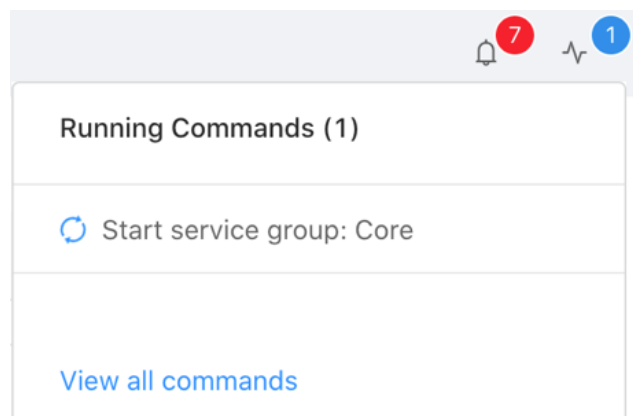 7 1
Running Commands (1)
Start service group: Core
View all commands